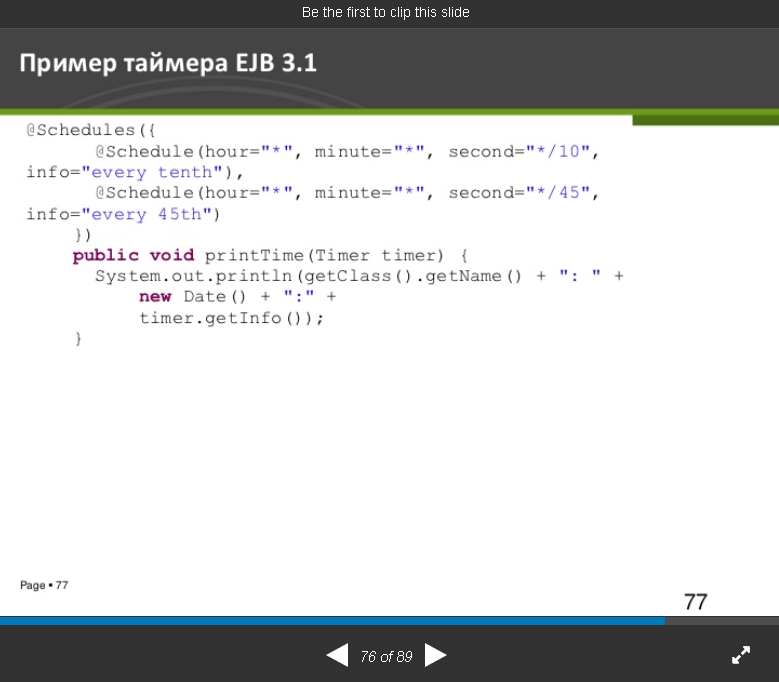 Be the first to clip this slide
Пример таймера EJB 3.1
@Schedules({
@Schedule(hour="*", minute="*", second="*/10",
info="every tenth"),
@Schedule(hour="*", minute="*", second="*/45",
info="every 45th")
})
public void printTime(Timer timer) {
System.out.println(getClass().getName() + ": " +
new Date() + ":" +
timer.getInfo());
}
Page ▪ 77
77
76 of 89